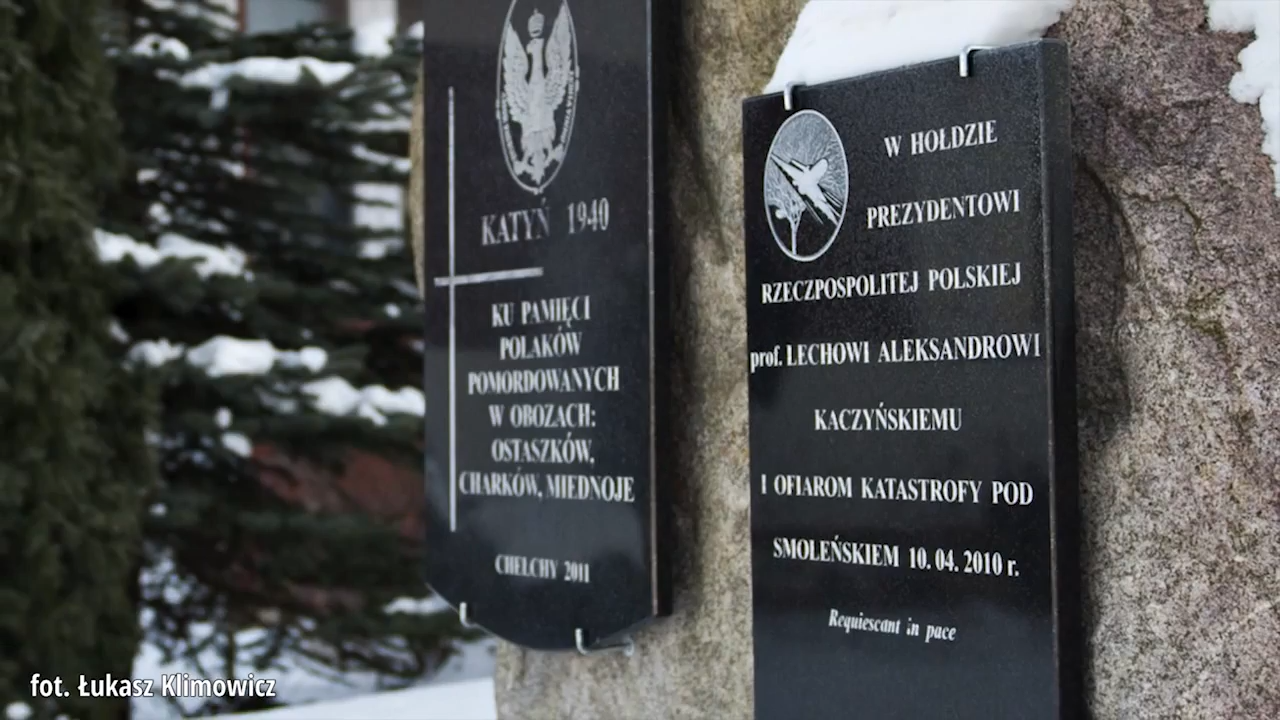 KATYŃ 1940
KU PAMIĘCI
POLAKÓW
POMORDOWANYCH
W OBOZACH:
OSTASZKÓW,
CHARKÓW, MIEDNOJE
CHEŁCHY 2011
W HOŁDZIE
PREZYDENTOWI
RZECZPOSPOLITEJ POLSKIEJ
prof. LECHOWI ALEKSANDROWI
KACZYŃSKIEMU
I OFIAROM KATASTROFY POD
SMOLEŃSKIEM 10. 04. 2010 r.
Requiescant in pace
fot. Łukasz Klimowicz